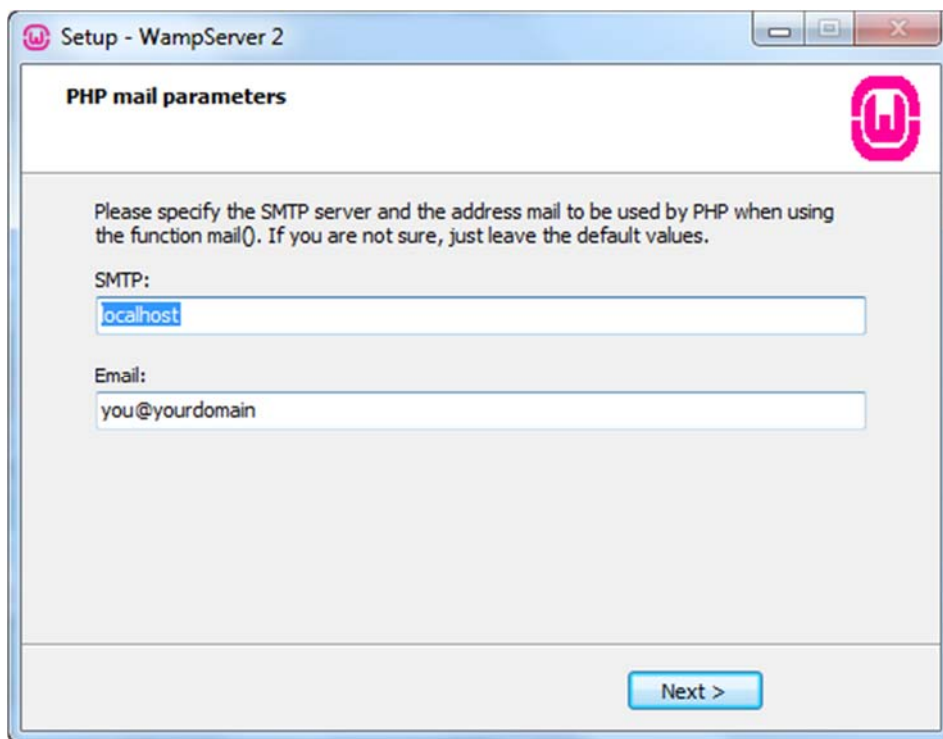 Setup - WampServer 2
PHP mail parameters
Please specify the SMTP server and the address mail to be used by PHP when using
the function mail(). If you are not sure, just leave the default values.
SMTP:
localhost
Email:
you@yourdomain
Next >